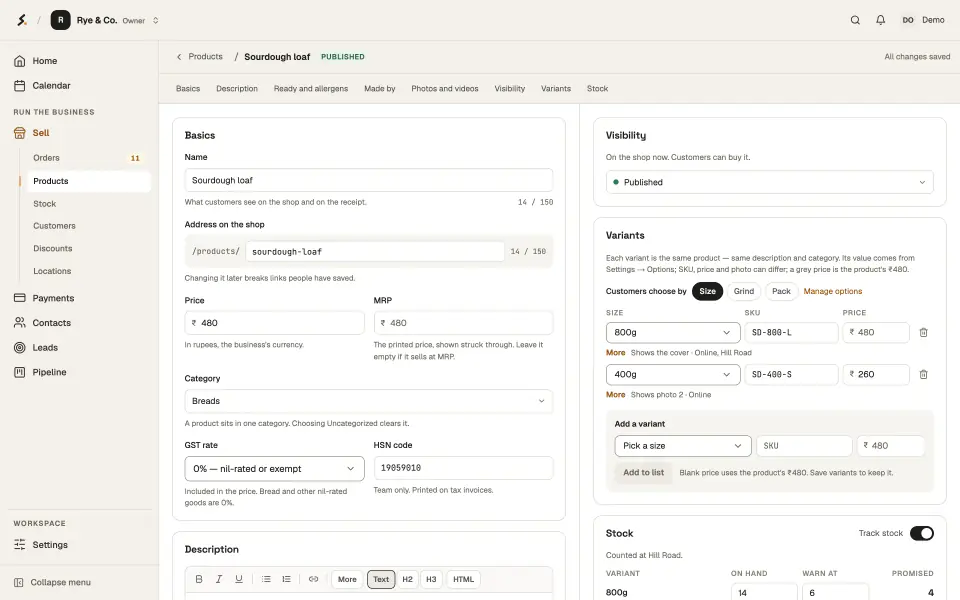 R Rye & Co. Owner
DO Demo
Home
Calendar
RUN THE BUSINESS
Sell
Orders 11
Products
Stock
Customers
Discounts
Locations
Payments
Contacts
Leads
Pipeline
WORKSPACE
Settings
Collapse menu
Products / Sourdough loaf PUBLISHED
All changes saved
Basics Description Ready and allergens Made by Photos and videos Visibility Variants Stock
Basics
Name
Sourdough loaf
What customers see on the shop and on the receipt. 14 / 150
Address on the shop
/products/ sourdough-loaf 14 / 150
Changing it later breaks links people have saved.
Price MRP
₹ 480 ₹ 480
In rupees, the business's currency.
The printed price, shown struck through. Leave it
empty if it sells at MRP.
Category
Breads
A product sits in one category. Choosing Uncategorized clears it.
GST rate HSN code
0% — nil-rated or exempt 19059010
Included in the price. Bread and other nil-rated
goods are 0%.
Team only. Printed on tax invoices.
Description
B I U More Text H2 H3 HTML
Visibility
On the shop now. Customers can buy it.
Published
Variants
Each variant is the same product — same description and category. Its value comes from
Settings → Options; SKU, price and photo can differ; a grey price is the product's ₹480.
Customers choose by Size Grind Pack Manage options
SIZE SKU PRICE
800g SD-800-L ₹ 480
More Shows the cover · Online, Hill Road
400g SD-400-S ₹ 260
More Shows photo 2 · Online
Add a variant
Pick a size SKU ₹ 480
Add to list Blank price uses the product's ₹480. Save variants to keep it.
Stock Track stock
Counted at Hill Road.
VARIANT ON HAND WARN AT PROMISED
800g 14 6 4